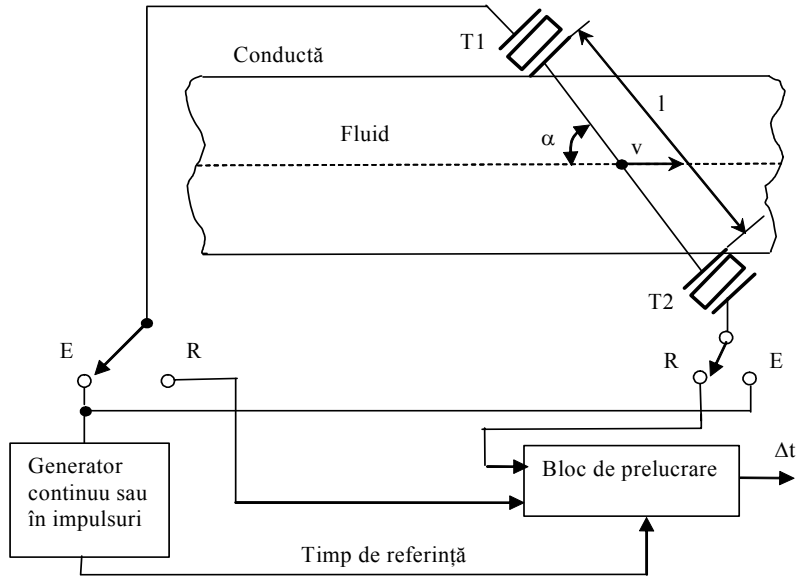 T1
Conductă
l
Fluid
α
v
T2
E
R
R
E
Generator
continuu sau
în impulsuri
Bloc de prelucrare
Δt
Timp de referință